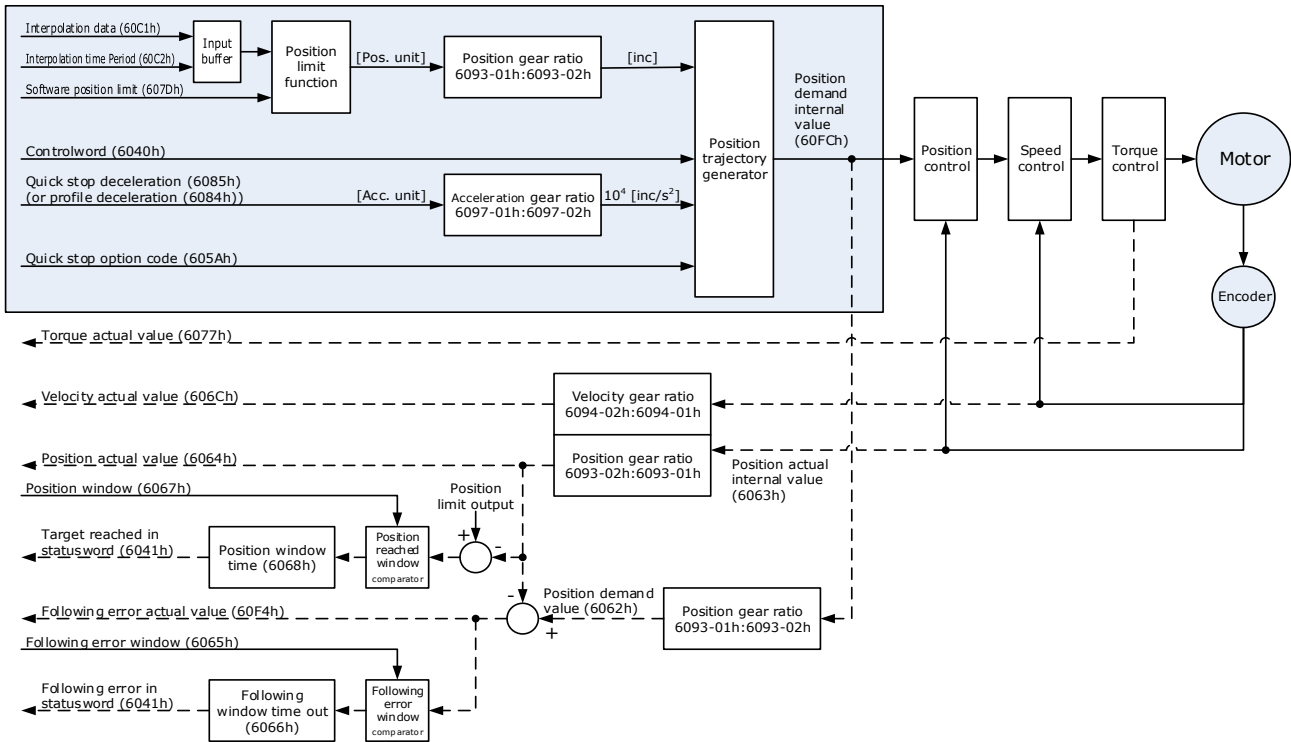 Interpolation data (60C1h)
Interpolation time Period (60C2h)
Software position limit (607Dh)
Input
buffer
Position
limit
function
[Pos. unit]
Position gear ratio
6093-01h:6093-02h
[inc]
Position
demand
internal
value
(60FCh)
Controlword (6040h)
Quick stop deceleration (6085h)
(or profile deceleration (6084h))
[Acc. unit]
Acceleration gear ratio
6097-01h:6097-02h
10⁴ [inc/s²]
Quick stop option code (605Ah)
Position
trajectory
generator
Position
control
Speed
control
Torque
control
Motor
Encoder
Torque actual value (6077h)
Velocity actual value (606Ch)
Velocity gear ratio
6094-02h:6094-01h
Position actual value (6064h)
Position gear ratio
6093-02h:6093-01h
Position actual
internal value
(6063h)
Position window (6067h)
Position
limit output
+
-
Target reached in
statusword (6041h)
Position window
time (6068h)
Position
reached
window
comparator
Following error actual value (60F4h)
-
+
Position demand
value (6062h)
Position gear ratio
6093-01h:6093-02h
Following error window (6065h)
Following error in
statusword (6041h)
Following
window time out
(6066h)
Following
error
window
comparator